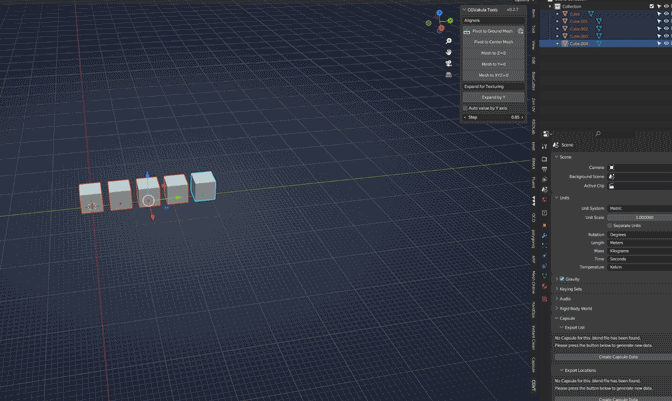 CGVakula Tools v0.2.7
Aligners
Pivot to Ground Mesh
Pivot to Center Mesh
Mesh to Z=0
Mesh to Y=0
Mesh to XYZ=0
Expand for Texturing
Expand by Y
Auto value by Y axis
Step 0.85
Collection
Cube
Cube.001
Cube.002
Cube.003
Cube.004
Scene
Scene
Camera
Background Scene
Active Clip
Units
Unit System Metric
Unit Scale 1.000000
Separate Units
Rotation Degrees
Length Meters
Mass Kilograms
Time Seconds
Temperature Kelvin
Gravity
Keying Sets
Audio
Rigid Body World
Capsule
Export List
No Capsule for this .blend file has been found.
Please press the button below to generate new data.
Create Capsule Data
Export Locations
No Capsule for this .blend file has been found.
Please press the button below to generate new data.
Create Capsule Data